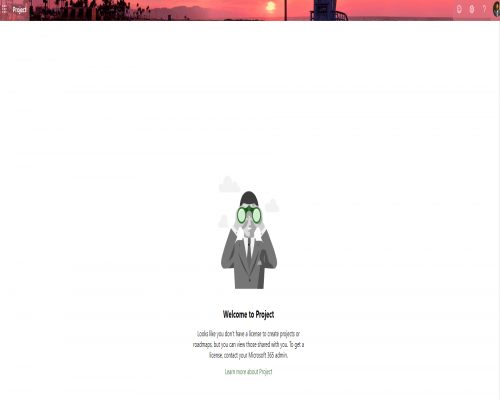 Project
?
Welcome to Project
Looks like you don't have a license to create projects or
roadmaps, but you can view those shared with you. To get a
license, contact your Microsoft 365 admin.
Learn more about Project